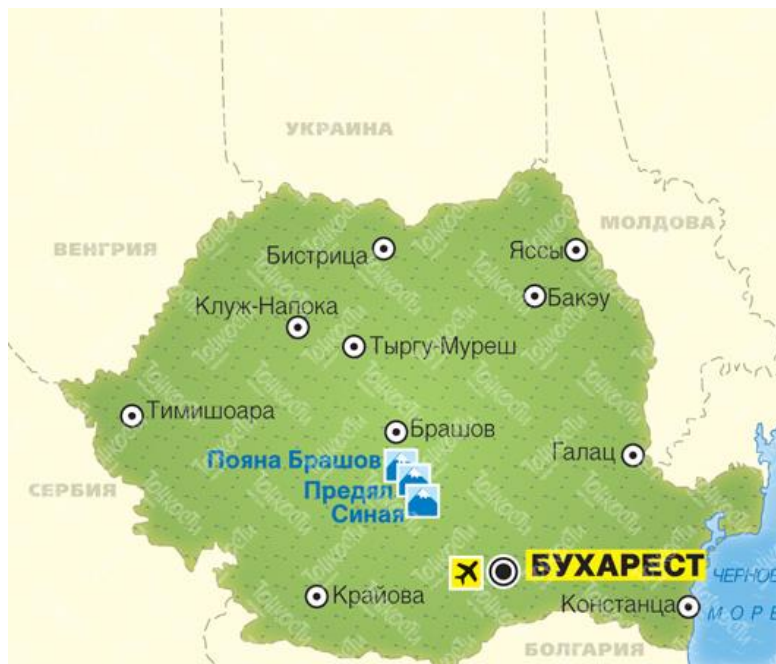 УКРАИНА
МОЛДОВА
ВЕНГРИЯ
Бистрица
Яссы
Бакэу
Клуж-Напока
Тыргу-Муреш
Тимишоара
Брашов
Галац
Пояна Брашов
Предял
СЕРБИЯ
Синая
БУХАРЕСТ
ЧЕРНОЕ
Крайова
Констанца
МОРЕ
БОЛГАРИЯ
Тонкости